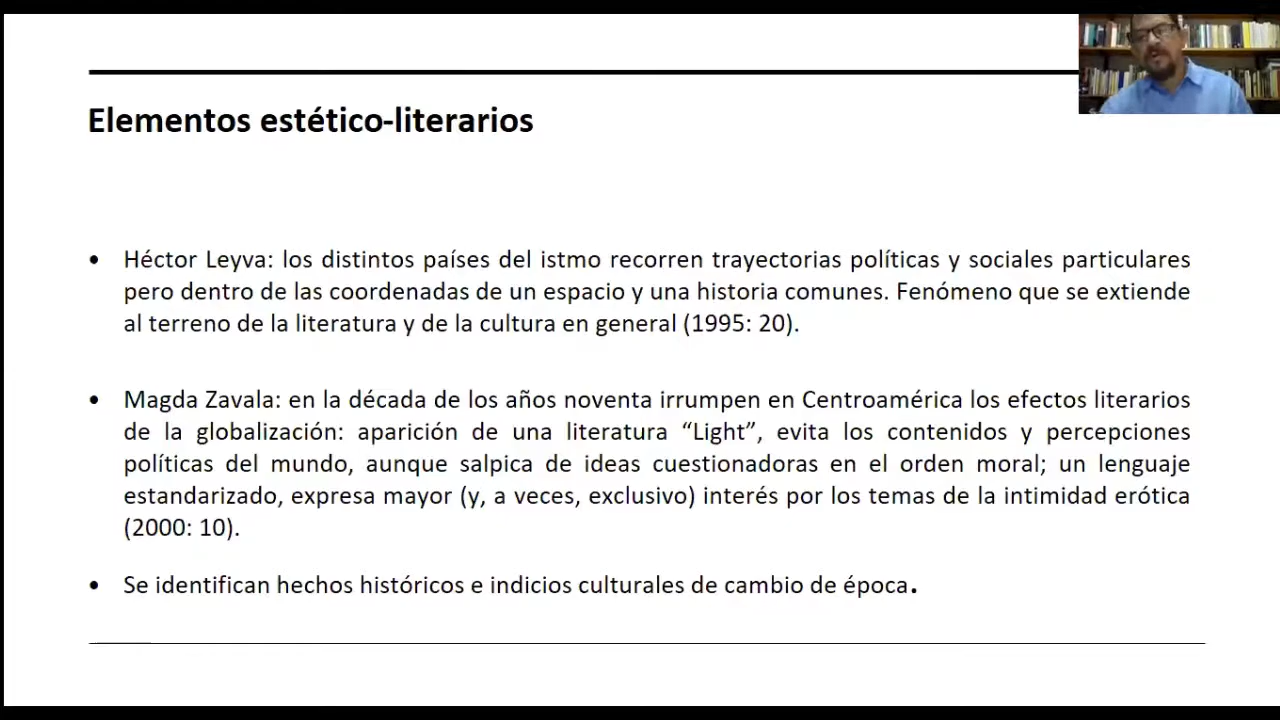 Elementos estético-literarios
• Héctor Leyva: los distintos países del istmo recorren trayectorias políticas y sociales particulares
pero dentro de las coordenadas de un espacio y una historia comunes. Fenómeno que se extiende
al terreno de la literatura y de la cultura en general (1995: 20).
• Magda Zavala: en la década de los años noventa irrumpen en Centroamérica los efectos literarios
de la globalización: aparición de una literatura “Light”, evita los contenidos y percepciones
políticas del mundo, aunque salpica de ideas cuestionadoras en el orden moral; un lenguaje
estandarizado, expresa mayor (y, a veces, exclusivo) interés por los temas de la intimidad erótica
(2000: 10).
• Se identifican hechos históricos e indicios culturales de cambio de época.